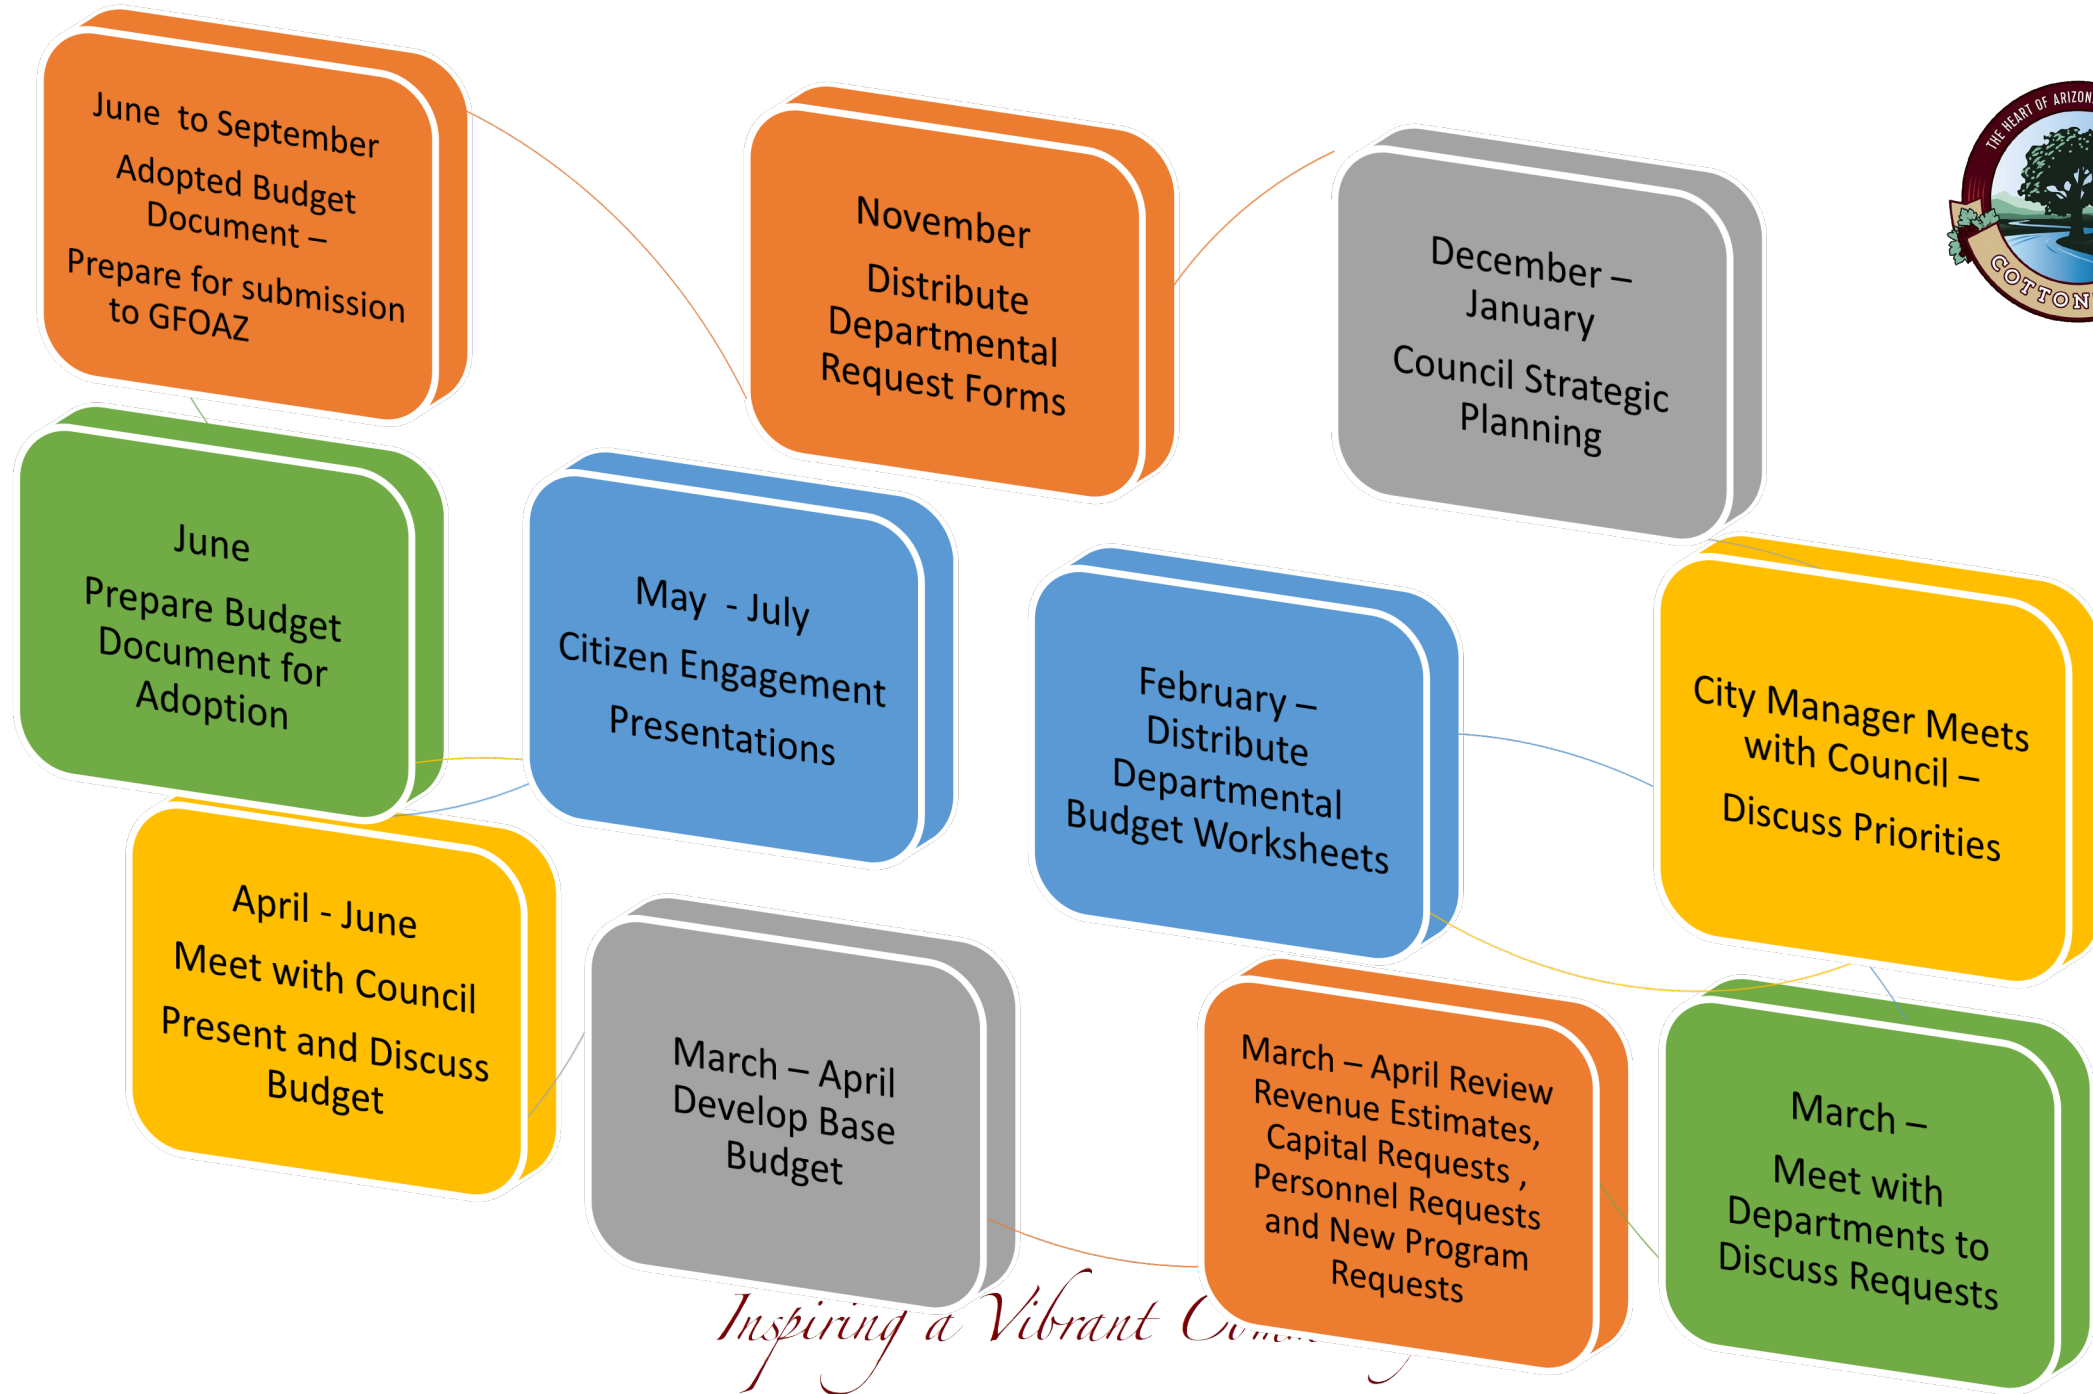 June  to September
Adopted Budget
Document –
Prepare for submission
to GFOAZ
November
Distribute
Departmental
Request Forms
December –
January
Council Strategic
Planning
THE HEART OF
June
Prepare Budget
Document for
Adoption
May  - July
Citizen Engagement
Presentations
February –
Distribute
Departmental
Budget Worksheets
City Manager Meets
with Council –
Discuss Priorities
April - June
Meet with Council
Present and Discuss
Budget
March – April
Develop Base
Budget
March – April Review
Revenue Estimates,
Capital Requests ,
Personnel Requests
and New Program
Requests
March –
Meet with
Departments to
Discuss Requests
Inspiring a Vibrant